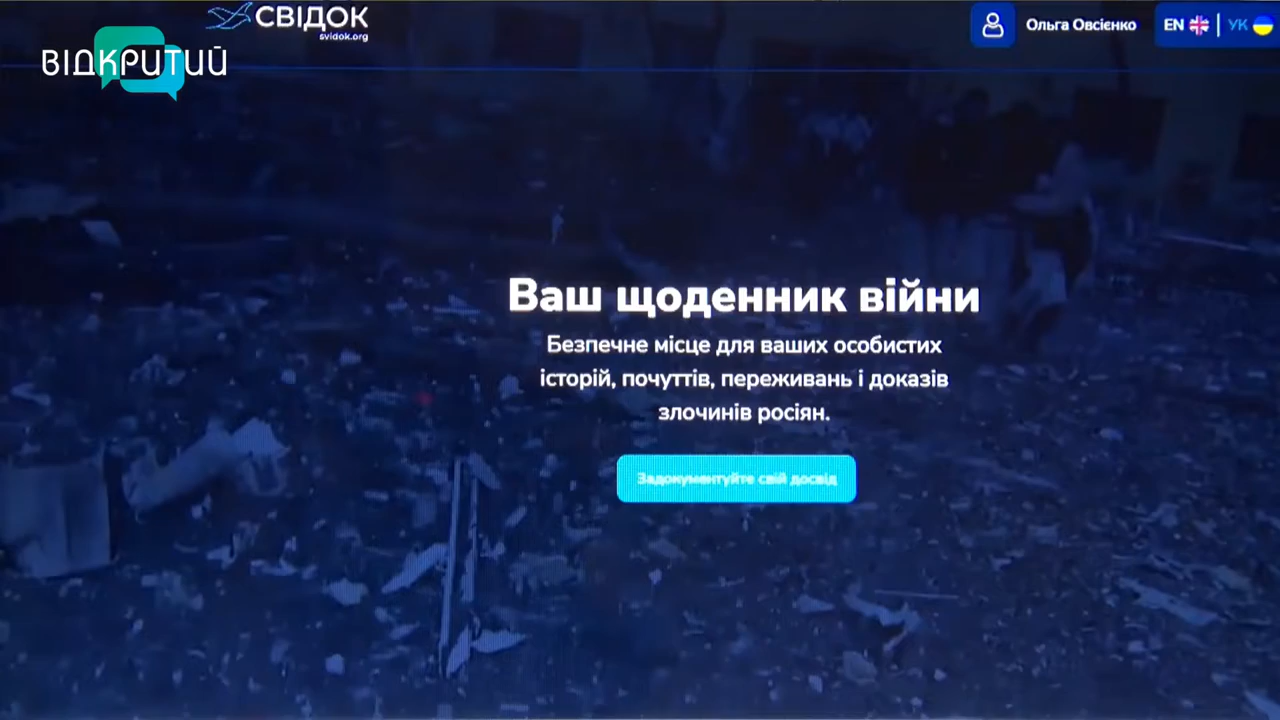 СВІДОК
svidok.org
Ольга Овсієнко
EN
УК
ВІДКРИТИЙ
Ваш щоденник війни
Безпечне місце для ваших особистих
історій, почуттів, переживань і доказів
злочинів росіян.
Задокументуйте свій досвід